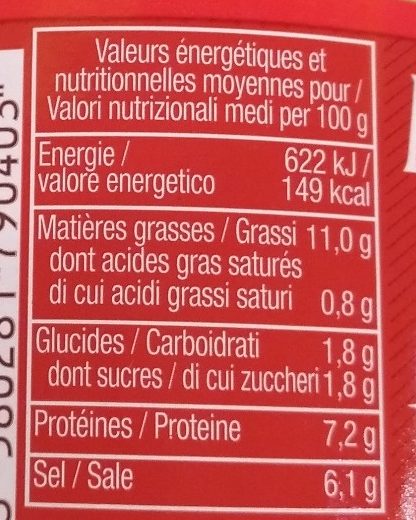 Valeurs énergétiques et
nutritionnelles moyennes pour /
Valori nutrizionali medi per 100 g
Energie / 622 kJ /
valore energetico 149 kcal
Matières grasses / Grassi 11,0 g
dont acides gras saturés
di cui acidi grassi saturi 0,8 g
Glucides / Carboidrati 1,8 g
dont sucres / di cui zuccheri 1,8 g
Protéines / Proteine 7,2 g
Sel / Sale 6,1 g